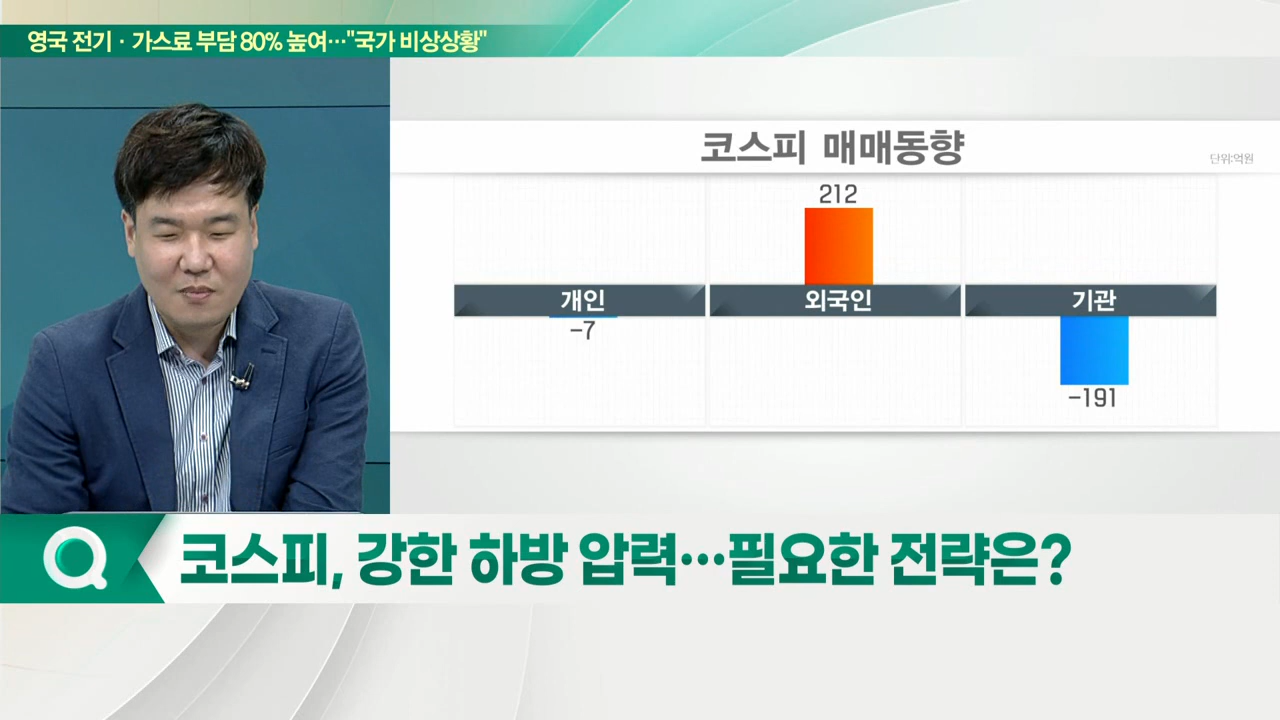 영국 전기 · 가스료 부담 80% 높여…"국가 비상상황"
코스피 매매동향
단위:억원
212
개인
외국인
기관
-7
-191
코스피, 강한 하방 압력…필요한 전략은?